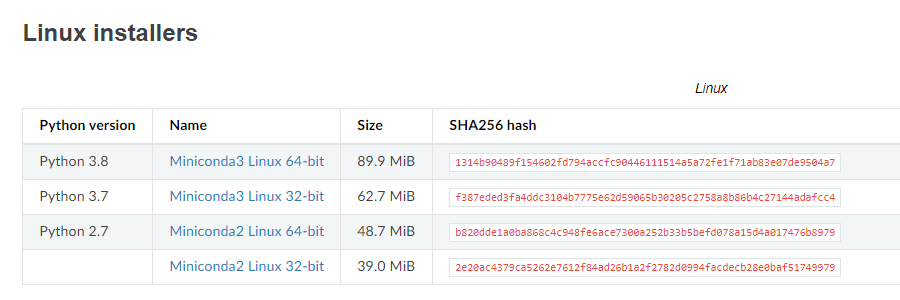 Linux installers
Linux
Python version Name Size SHA256 hash
Python 3.8 Miniconda3 Linux 64-bit 89.9 MiB 1314b90489f154602fd794accfc90446111514a5a72fe1f71ab83e07de9504a7
Python 3.7 Miniconda3 Linux 32-bit 62.7 MiB f387eded3fa4ddc3104b7775e62d59065b30205c2758a8b86b4c27144adafcc4
Python 2.7 Miniconda2 Linux 64-bit 48.7 MiB b820dde1a0ba868c4c948fe6ace7300a252b33b5befd078a15d4a017476b8979
Miniconda2 Linux 32-bit 39.0 MiB 2e20ac4379ca5262e7612f84ad26b1a2f2782d0994facdecb28e0baf51749979